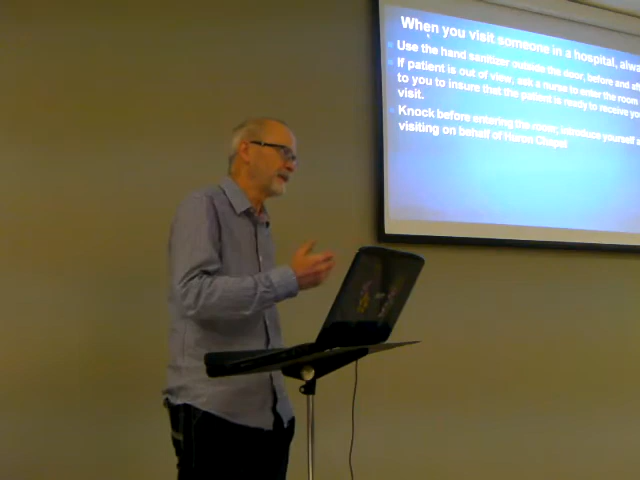 When you visit someone in a hospital, alwa
Use the hand sanitizer outside the door, before and aft
If patient is out of view, ask a nurse to enter the room
to you to insure that the patient is ready to receive yo
visit.
Knock before entering the room, introduce yourself
visiting on behalf of Huron Chapel